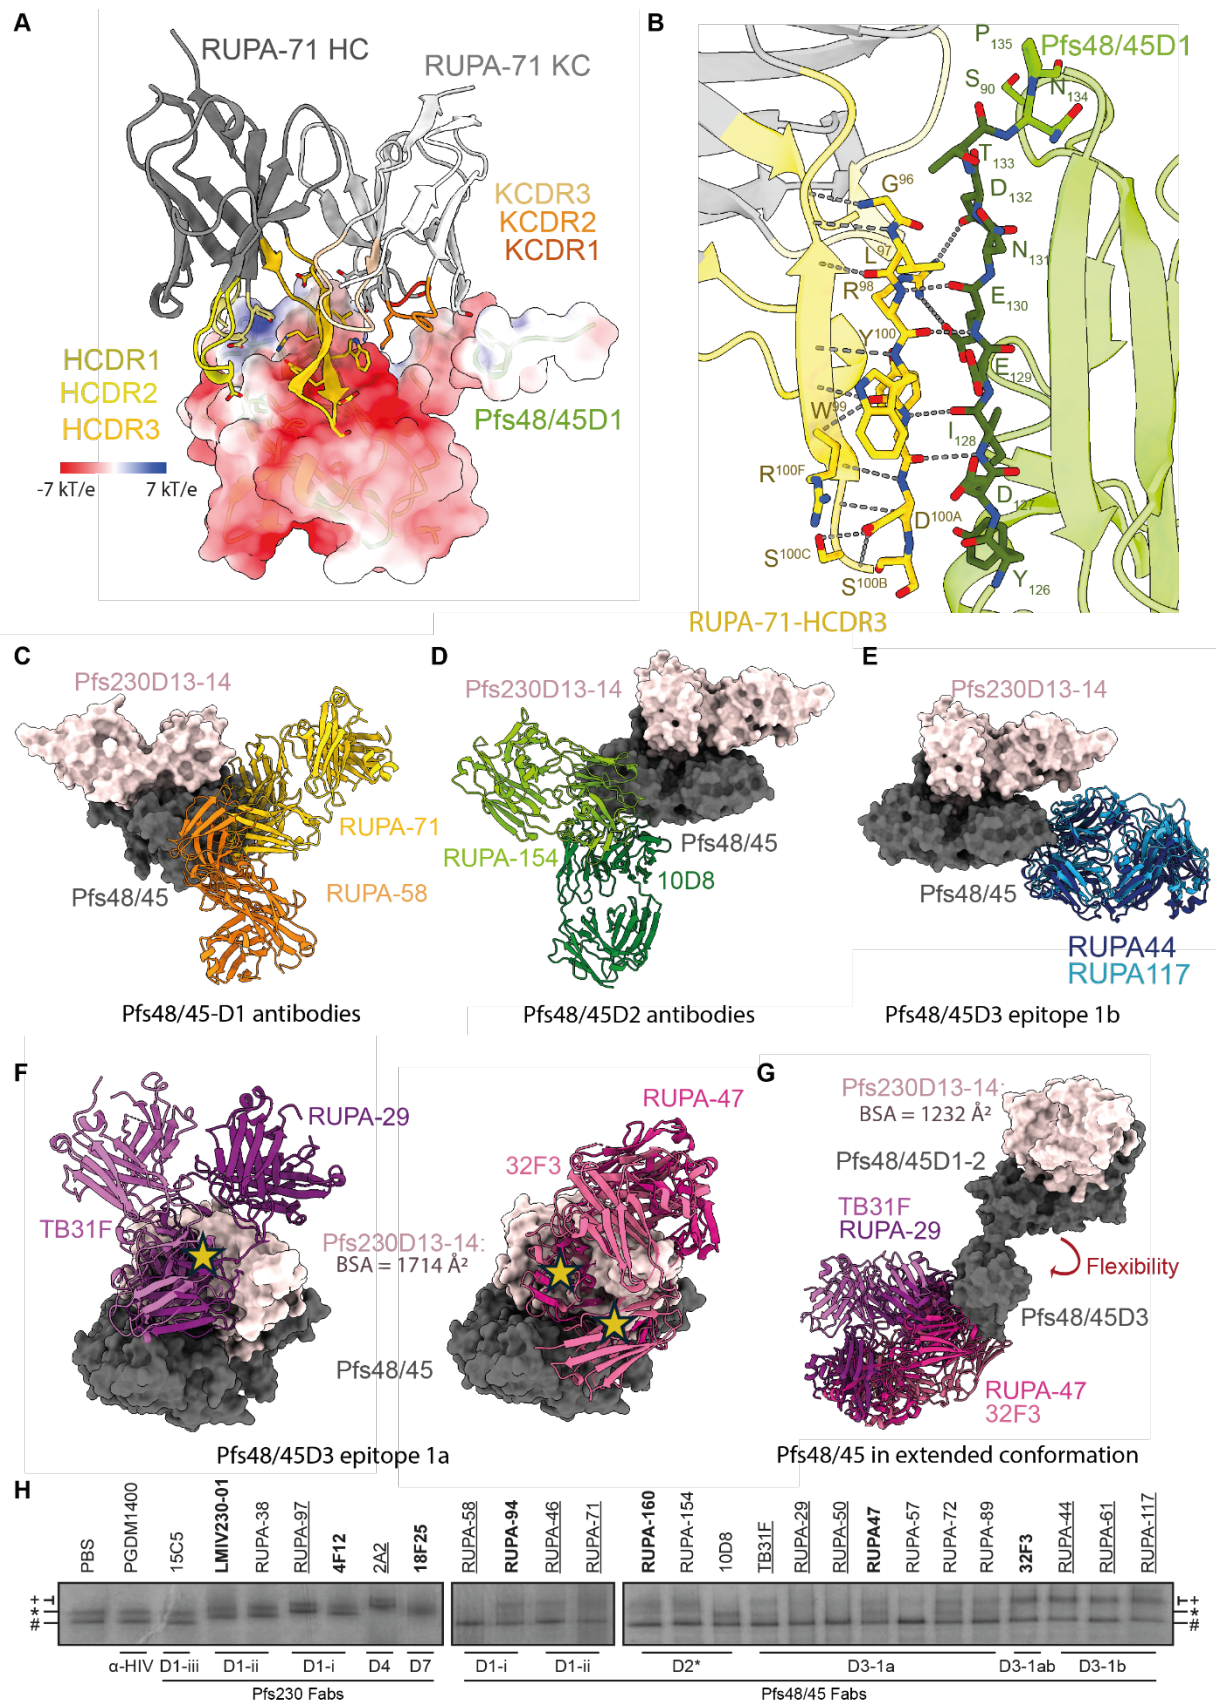 A
RUPA-71 HC
RUPA-71 KC
KCDR3
KCDR2
KCDR1
HCDR1
HCDR2
HCDR3
-7 kT/e 7 kT/e
Pfs48/45D1
B
P135
Pfs48/45D1
S90
N134
T133
D132
N131
E130
E129
I128
D127
Y126
G96
L97
R98
Y100
W99
R100F
D100A
S100C
S100B
RUPA-71-HCDR3
C
Pfs230D13-14
RUPA-71
Pfs48/45
RUPA-58
Pfs48/45-D1 antibodies
D
Pfs230D13-14
Pfs48/45
RUPA-154
10D8
Pfs48/45D2 antibodies
E
Pfs230D13-14
Pfs48/45
RUPA44
RUPA117
Pfs48/45D3 epitope 1b
F
RUPA-29
TB31F
Pfs230D13-14:
BSA = 1714 Å²
Pfs48/45
RUPA-47
32F3
Pfs48/45D3 epitope 1a
G
Pfs230D13-14:
BSA = 1232 Å²
Pfs48/45D1-2
TB31F
RUPA-29
Flexibility
Pfs48/45D3
RUPA-47
32F3
Pfs48/45 in extended conformation
H
PBS PGDM1400 15C5 LMIV230-01 RUPA-38 RUPA-97 4F12 2A2 18F25 RUPA-58 RUPA-94 RUPA-46 RUPA-71 RUPA-160 RUPA-154 10D8 TB31F RUPA-29 RUPA-50 RUPA47 RUPA-57 RUPA-72 RUPA-89 32F3 RUPA-44 RUPA-61 RUPA-117
+
*
#
+
*
#
α-HIV D1-iii D1-ii D1-i D4 D7 D1-i D1-ii D2* D3-1a D3-1ab D3-1b
Pfs230 Fabs Pfs48/45 Fabs